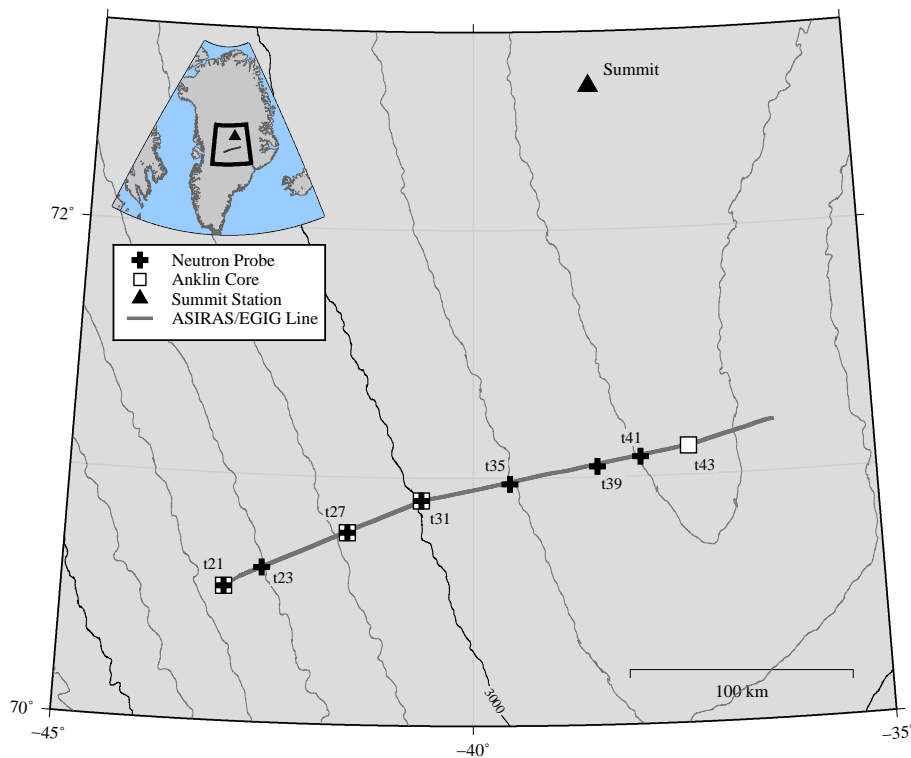 Summit
72°
Neutron Probe
Anklin Core
Summit Station
ASIRAS/EGIG Line
t41
t43
t35
t39
t27
t31
t21
t23
100 km
3000
70°
−45°
−40°
−35°